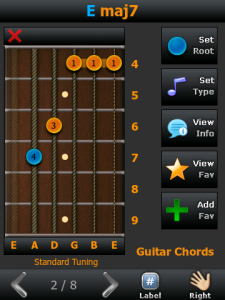 E maj7
1 1 1 4
5
3 6
4 7
8
9
E A D G B E
Standard Tuning
Set
Root
Set
Type
View
Info
View
Fav
Add
Fav
Guitar Chords
2 / 8
#
Label
Right